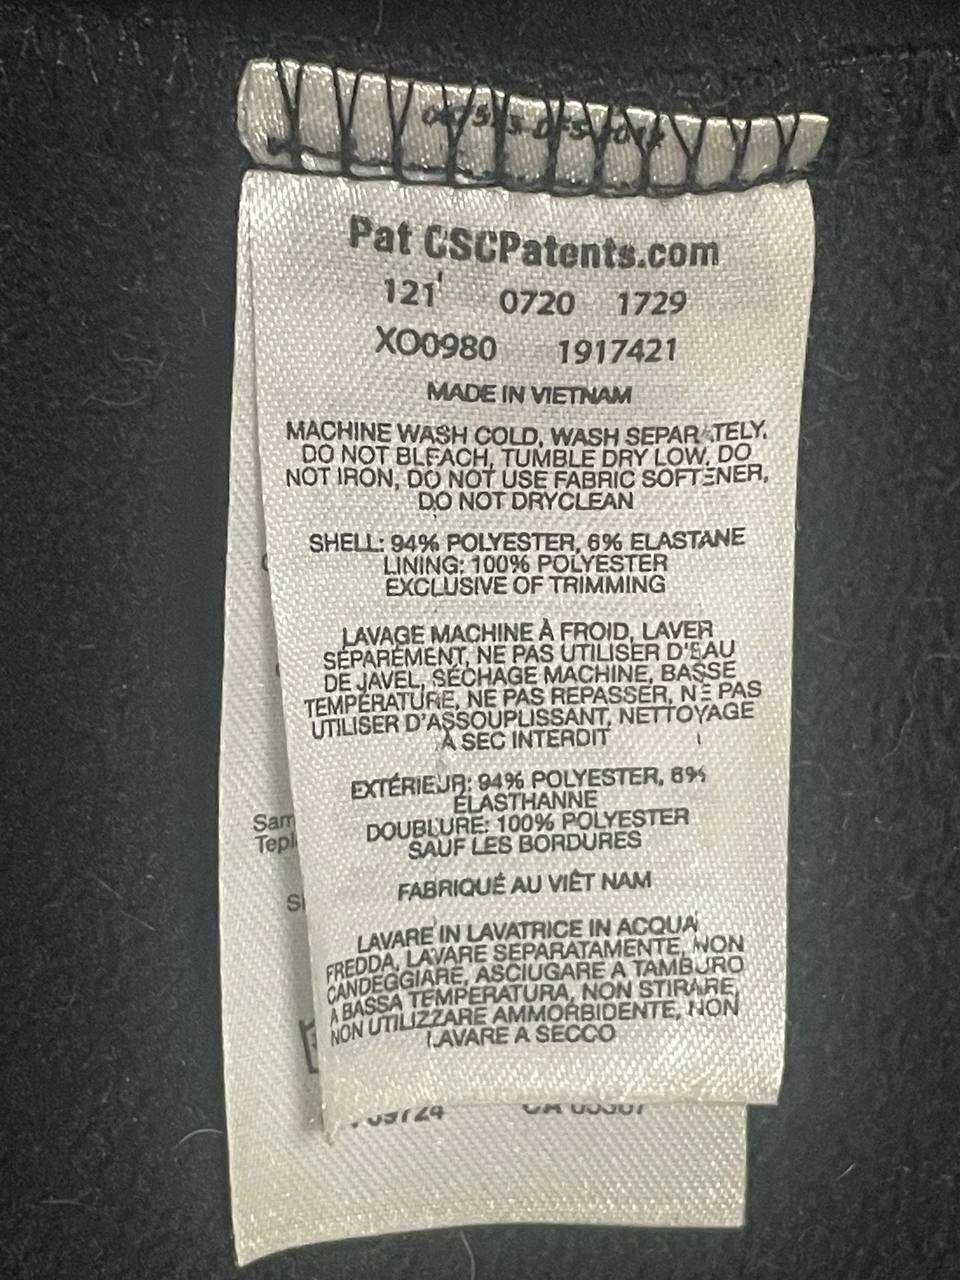 Pat CSCPatents.com
121 0720 1729
XO0980 1917421
MADE IN VIETNAM
MACHINE WASH COLD, WASH SEPARATELY,
DO NOT BLEACH, TUMBLE DRY LOW, DO
NOT IRON, DO NOT USE FABRIC SOFTENER,
DO NOT DRYCLEAN
SHELL: 94% POLYESTER, 6% ELASTANE
LINING: 100% POLYESTER
EXCLUSIVE OF TRIMMING
LAVAGE MACHINE À FROID, LAVER
SÉPARÉMENT, NE PAS UTILISER D'EAU
DE JAVEL, SÉCHAGE MACHINE, BASSE
TEMPÉRATURE, NE PAS REPASSER, NE PAS
UTILISER D'ASSOUPLISSANT, NETTOYAGE
À SEC INTERDIT
EXTÉRIEUR: 94% POLYESTER, 6%
ÉLASTHANNE
DOUBLURE: 100% POLYESTER
SAUF LES BORDURES
FABRIQUÉ AU VIÊT NAM
LAVARE IN LAVATRICE IN ACQUA
FREDDA, LAVARE SEPARATAMENTE, NON
CANDEGGIARE, ASCIUGARE A TAMBURO
A BASSA TEMPERATURA, NON STIRARE,
NON UTILIZZARE AMMORBIDENTE, NON
LAVARE A SECCO
Sam
Tepl